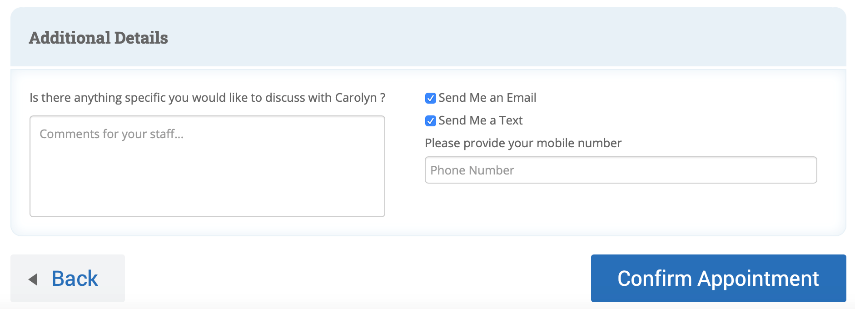 Additional Details
Is there anything specific you would like to discuss with Carolyn ?
Comments for your staff...
Send Me an Email
Send Me a Text
Please provide your mobile number
Phone Number
Back
Confirm Appointment